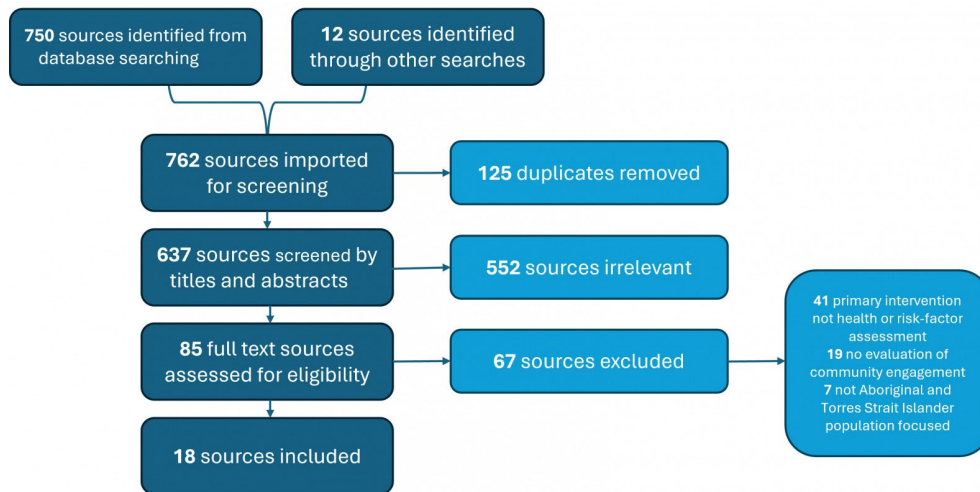 750 sources identified from
database searching
12 sources identified
through other searches
762 sources imported
for screening
125 duplicates removed
637 sources screened by
titles and abstracts
552 sources irrelevant
85 full text sources
assessed for eligibility
67 sources excluded
41 primary intervention
not health or risk-factor
assessment
19 no evaluation of
community engagement
7 not Aboriginal and
Torres Strait Islander
population focused
18 sources included